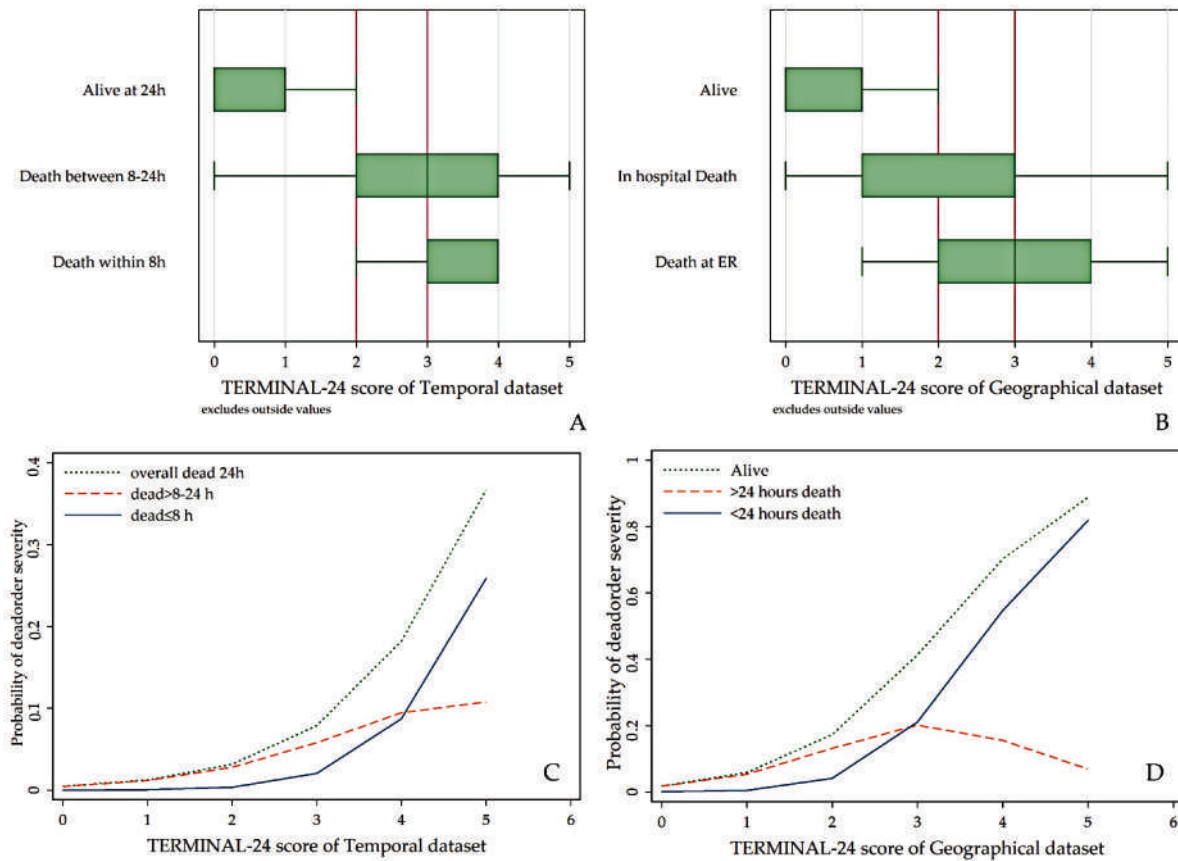 Alive at 24h
Death between 8-24h
Death within 8h
0 1 2 3 4 5
TERMINAL-24 score of Temporal dataset
excludes outside values
A
Alive
In hospital Death
Death at ER
0 1 2 3 4 5
TERMINAL-24 score of Geographical dataset
excludes outside values
B
Probability of deadorder severity
0.4
0.3
0.2
0.1
0
overall dead 24h
dead>8-24 h
dead≤8 h
C
0 1 2 3 4 5 6
TERMINAL-24 score of Temporal dataset
Probability of deadorder severity
1
0.8
0.6
0.4
0.2
0
Alive
>24 hours death
<24 hours death
D
0 1 2 3 4 5 6
TERMINAL-24 score of Geographical dataset